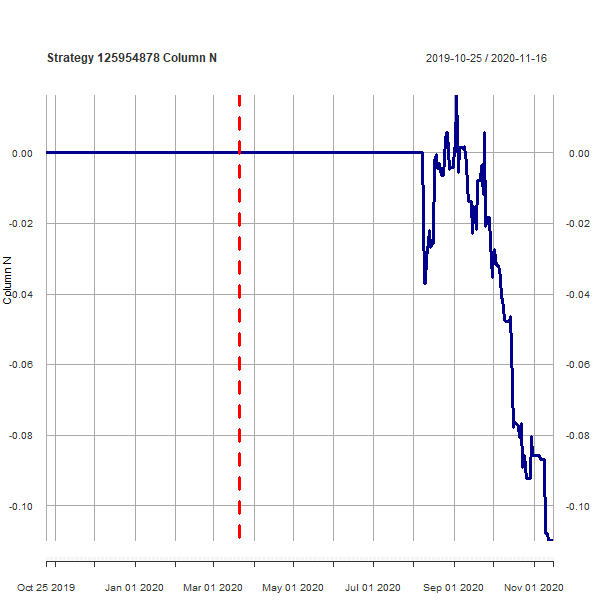 Strategy 125954878 Column N
2019-10-25 / 2020-11-16
0.00 0.00
-0.02 -0.02
-0.04 -0.04
-0.06 -0.06
-0.08 -0.08
-0.10 -0.10
Column N
Oct 25 2019 Jan 01 2020 Mar 01 2020 May 01 2020 Jul 01 2020 Sep 01 2020 Nov 01 2020